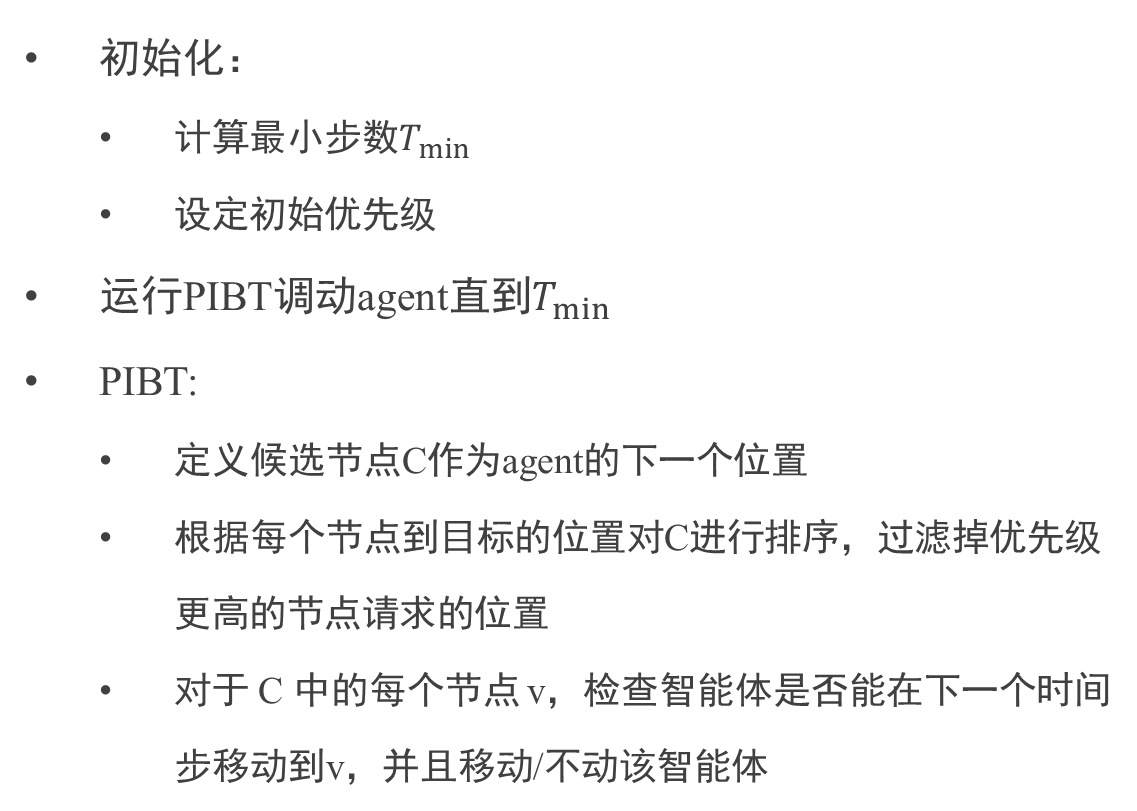 • 初始化：
• 计算最小步数T_min
• 设定初始优先级
• 运行PIBT调动agent直到T_min
• PIBT:
• 定义候选节点C作为agent的下一个位置
• 根据每个节点到目标的位置对C进行排序，过滤掉优先级
更高的节点请求的位置
• 对于 C 中的每个节点 v，检查智能体是否能在下一个时间
步移动到v，并且移动/不动该智能体